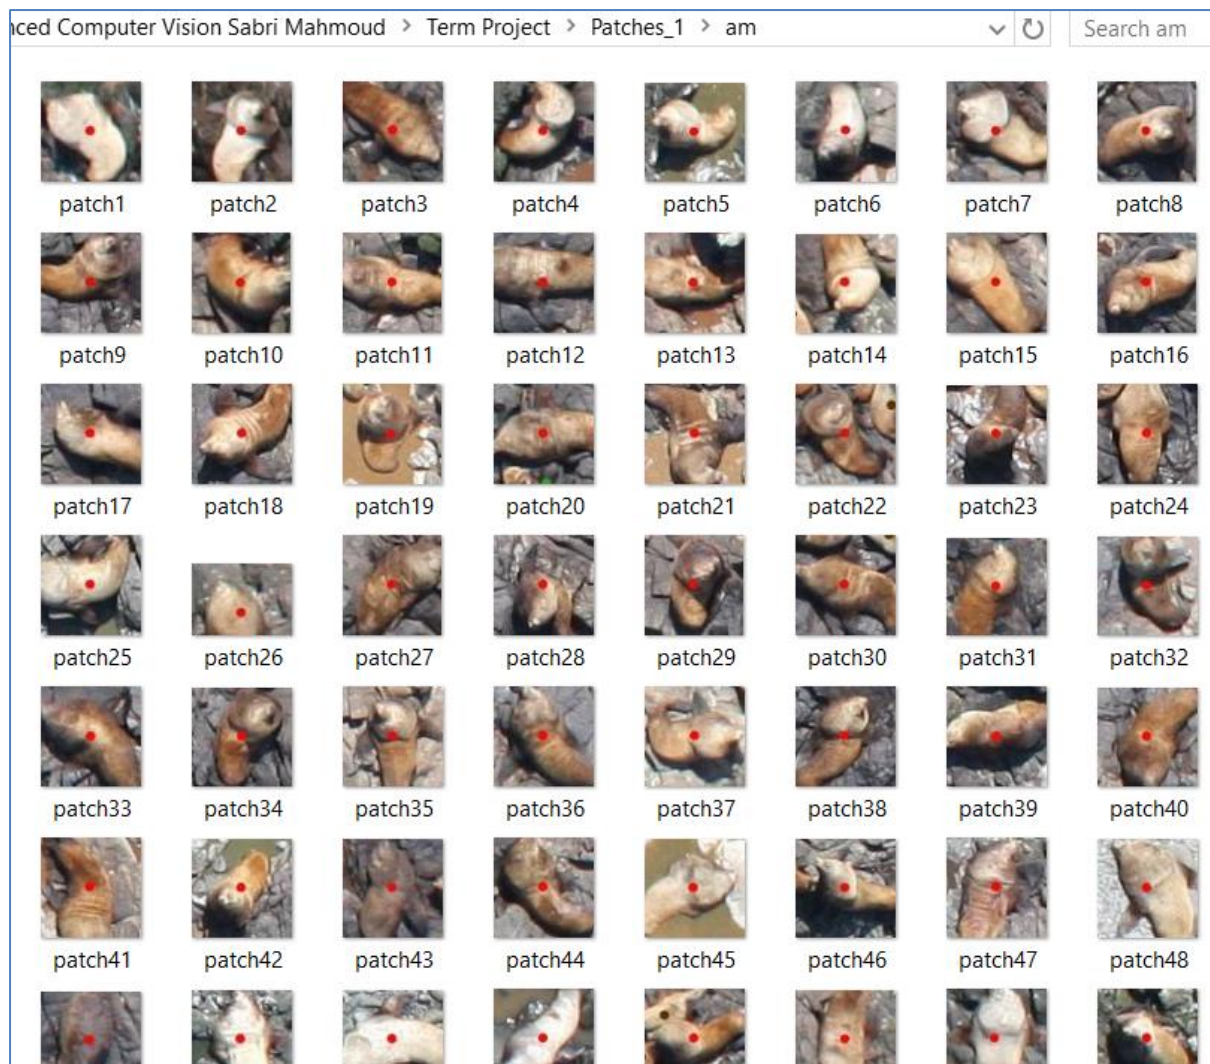 nced Computer Vision Sabri Mahmoud > Term Project > Patches_1 > am Search am
patch1 patch2 patch3 patch4 patch5 patch6 patch7 patch8
patch9 patch10 patch11 patch12 patch13 patch14 patch15 patch16
patch17 patch18 patch19 patch20 patch21 patch22 patch23 patch24
patch25 patch26 patch27 patch28 patch29 patch30 patch31 patch32
patch33 patch34 patch35 patch36 patch37 patch38 patch39 patch40
patch41 patch42 patch43 patch44 patch45 patch46 patch47 patch48